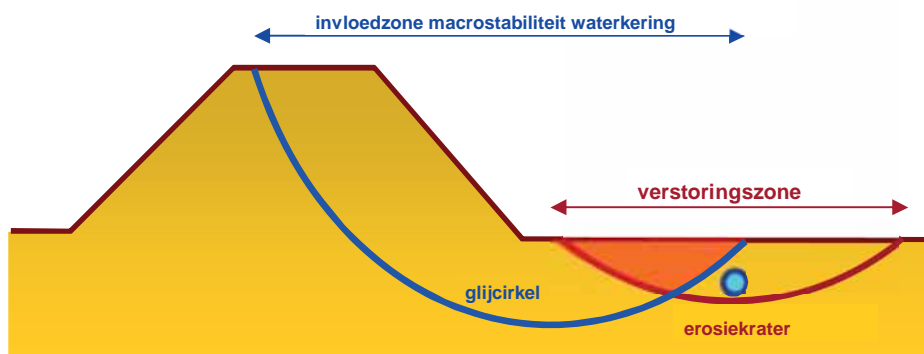 invloedzone macrostabiliteit waterkering
verstoringszone
glijcirkel
erosiekrater